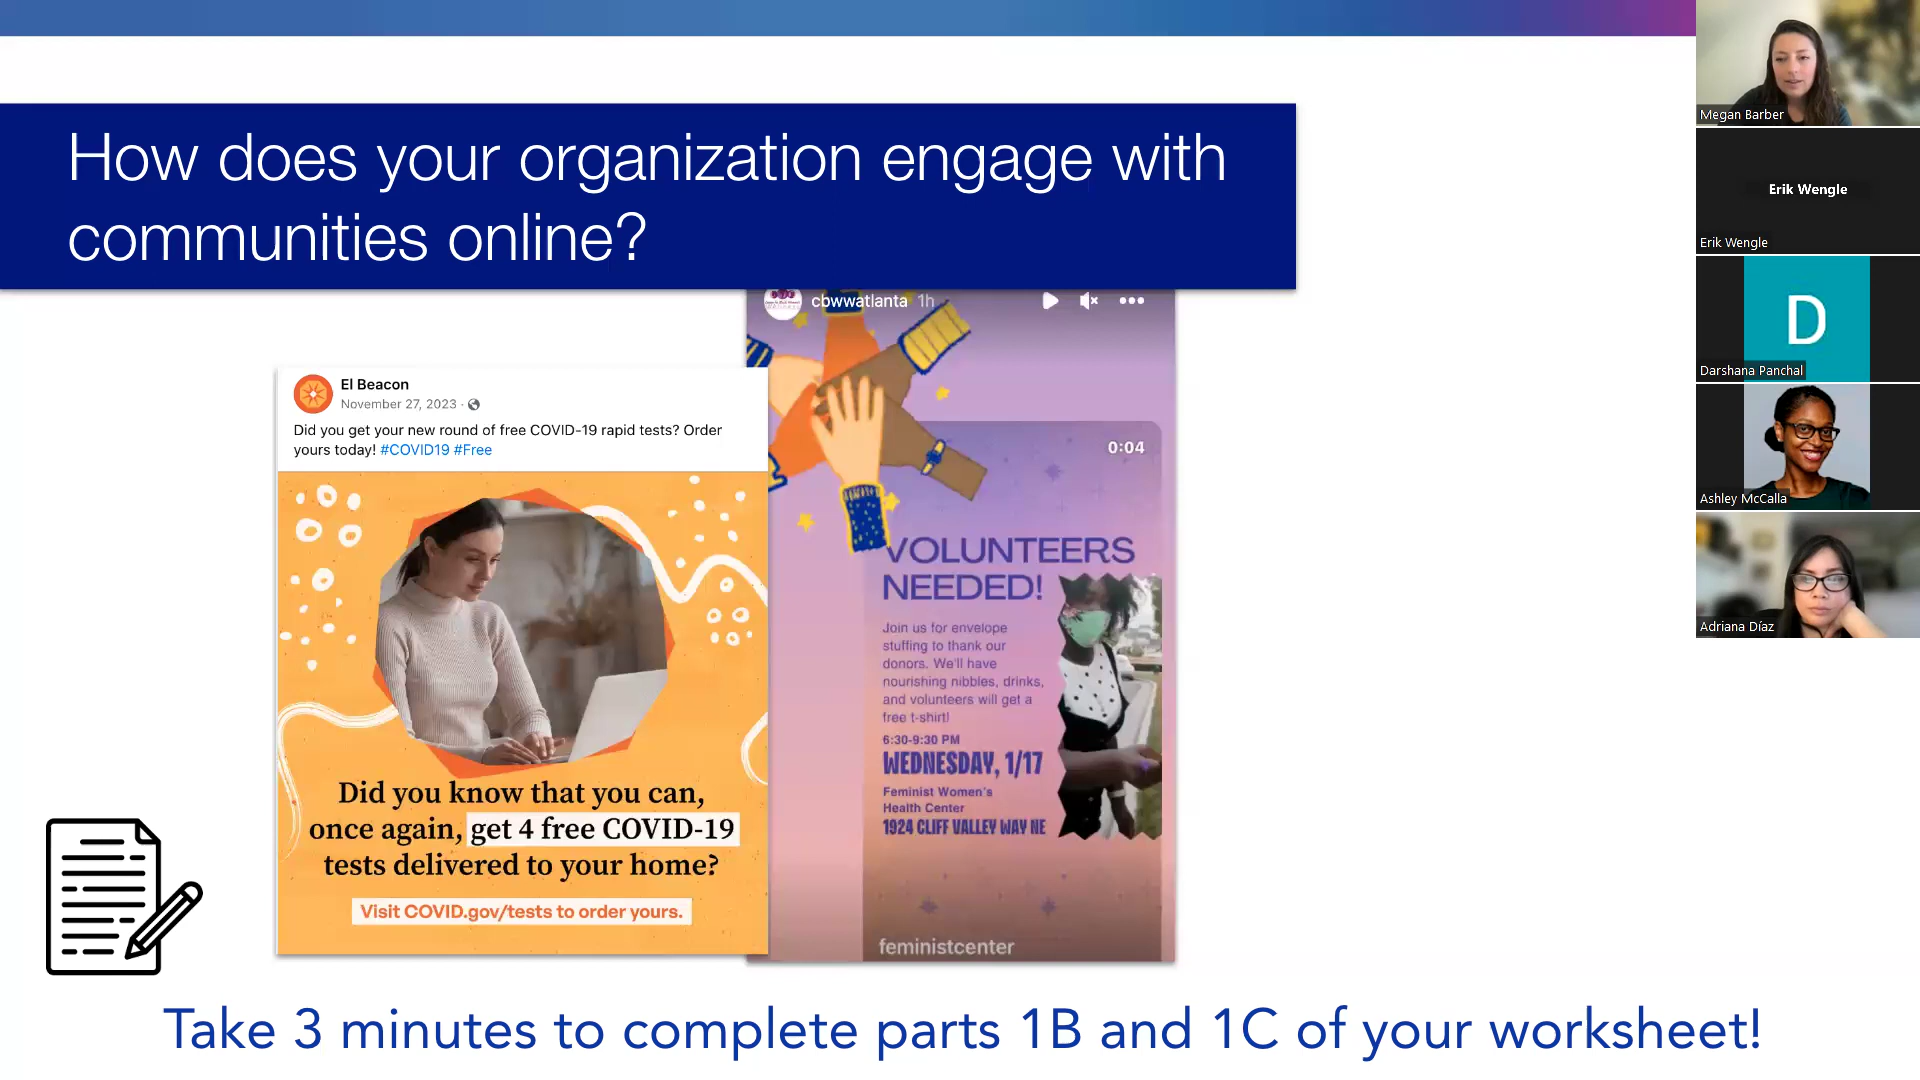 How does your organization engage with
communities online?
cbwwatlanta 1h
El Beacon
November 27, 2023 ·
Did you get your new round of free COVID-19 rapid tests? Order
yours today! #COVID19 #Free
Did you know that you can,
once again, get 4 free COVID-19
tests delivered to your home?
Visit COVID.gov/tests to order yours.
0:04
VOLUNTEERS
NEEDED!
Join us for envelope
stuffing to thank our
donors. We'll have
nourishing nibbles, drinks,
and volunteers will get a
free t-shirt!
6:30-9:30 PM
WEDNESDAY, 1/17
Feminist Women's
Health Center
1924 CLIFF VALLEY WAY NE
feministcenter
Take 3 minutes to complete parts 1B and 1C of your worksheet!
Megan Barber
Erik Wengle
Erik Wengle
D
Darshana Panchal
Ashley McCalla
Adriana Díaz